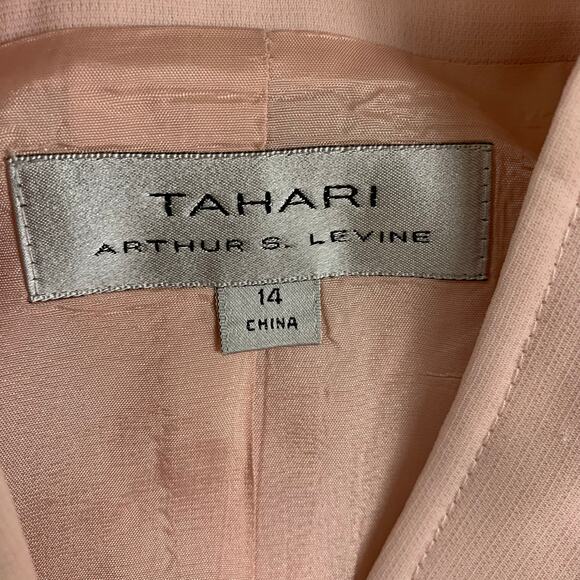 TAHARI
ARTHUR S. LEVINE
14
CHINA